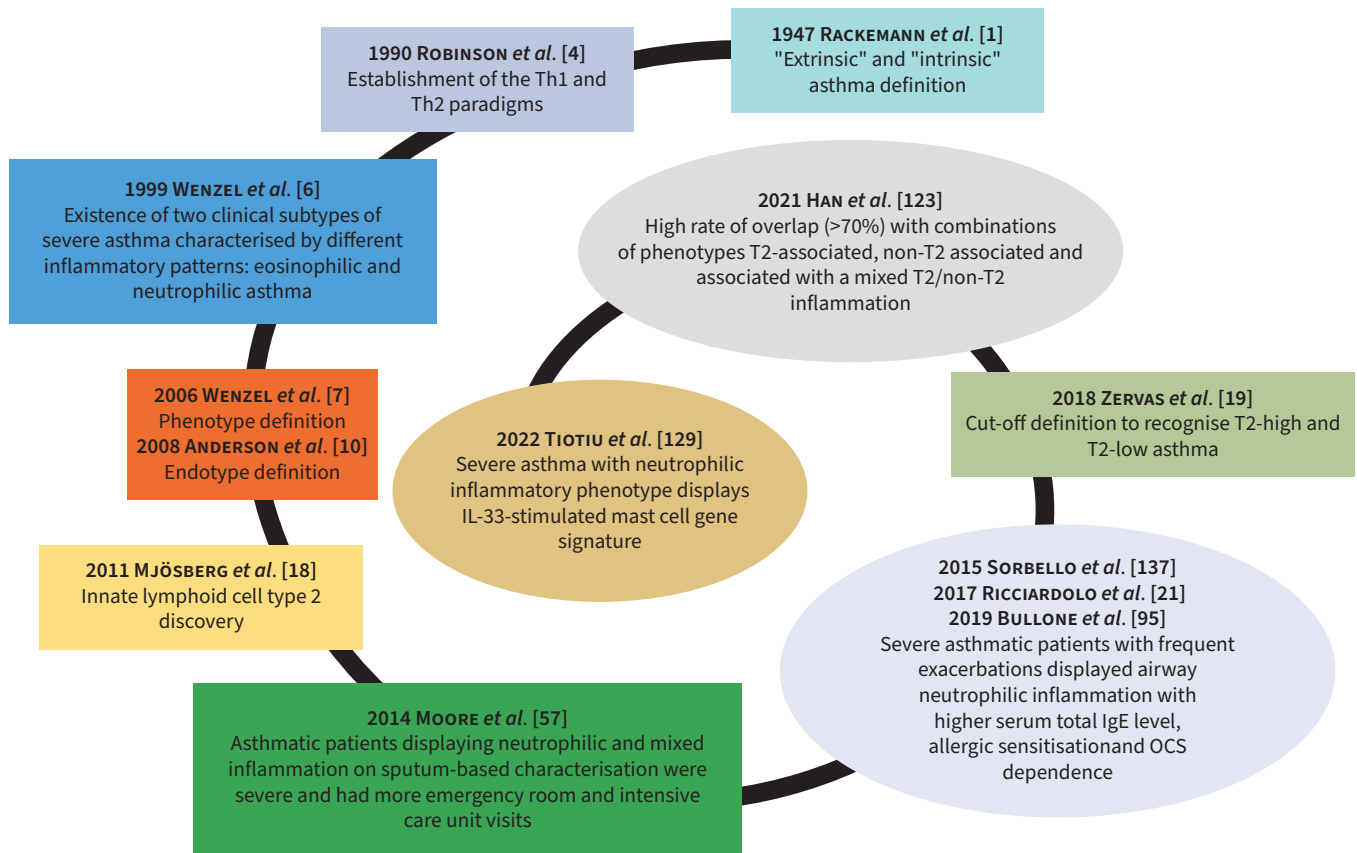 1947 Rackemann et al. [1]
"Extrinsic" and "intrinsic"
asthma definition
1990 Robinson et al. [4]
Establishment of the Th1 and
Th2 paradigms
1999 Wenzel et al. [6]
Existence of two clinical subtypes of
severe asthma characterised by different
inflammatory patterns: eosinophilic and
neutrophilic asthma
2006 Wenzel et al. [7]
Phenotype definition
2008 Anderson et al. [10]
Endotype definition
2011 Mjösberg et al. [18]
Innate lymphoid cell type 2
discovery
2014 Moore et al. [57]
Asthmatic patients displaying neutrophilic and mixed
inflammation on sputum-based characterisation were
severe and had more emergency room and intensive
care unit visits
2015 Sorbello et al. [137]
2017 Ricciardolo et al. [21]
2019 Bullone et al. [95]
Severe asthmatic patients with frequent
exacerbations displayed airway
neutrophilic inflammation with
higher serum total IgE level,
allergic sensitisationand OCS
dependence
2018 Zervas et al. [19]
Cut-off definition to recognise T2-high and
T2-low asthma
2021 Han et al. [123]
High rate of overlap (>70%) with combinations
of phenotypes T2-associated, non-T2 associated and
associated with a mixed T2/non-T2
inflammation
2022 Tiotiu et al. [129]
Severe asthma with neutrophilic
inflammatory phenotype displays
IL-33-stimulated mast cell gene
signature